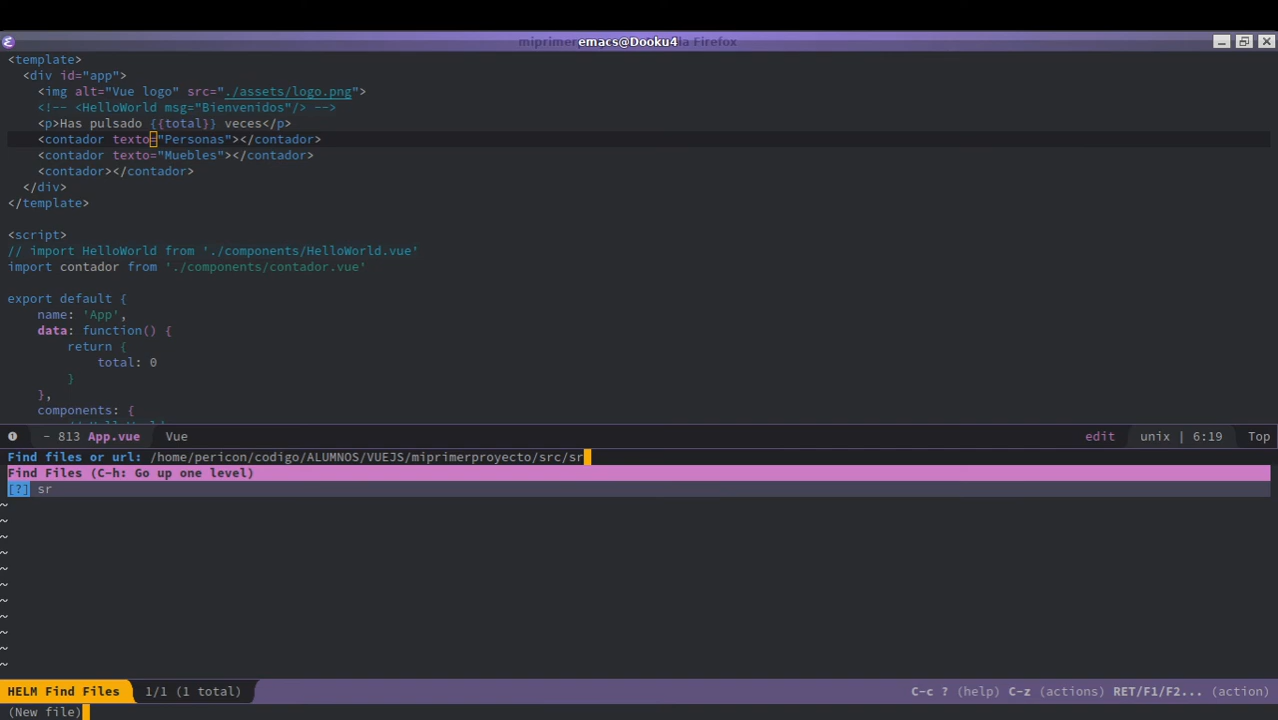 emacs@Dooku4
<template>
<div id="app">
<img alt="Vue logo" src="./assets/logo.png">
<!-- <HelloWorld msg="Bienvenidos"/> -->
<p>Has pulsado {{total}} veces</p>
<contador texto="Personas"></contador>
<contador texto="Muebles"></contador>
<contador></contador>
</div>
</template>
<script>
// import HelloWorld from './components/HelloWorld.vue'
import contador from './components/contador.vue'
export default {
name: 'App',
data: function() {
return {
total: 0
}
},
components: {
- 813 App.vue Vue edit unix | 6:19 Top
Find files or url: /home/pericon/codigo/ALUMNOS/VUEJS/miprimerproyecto/src/sr
Find Files (C-h: Go up one level)
[?] sr
~
~
~
~
~
~
~
~
~
~
~
HELM Find Files 1/1 (1 total) C-c ? (help) C-z (actions) RET/F1/F2... (action)
(New file)